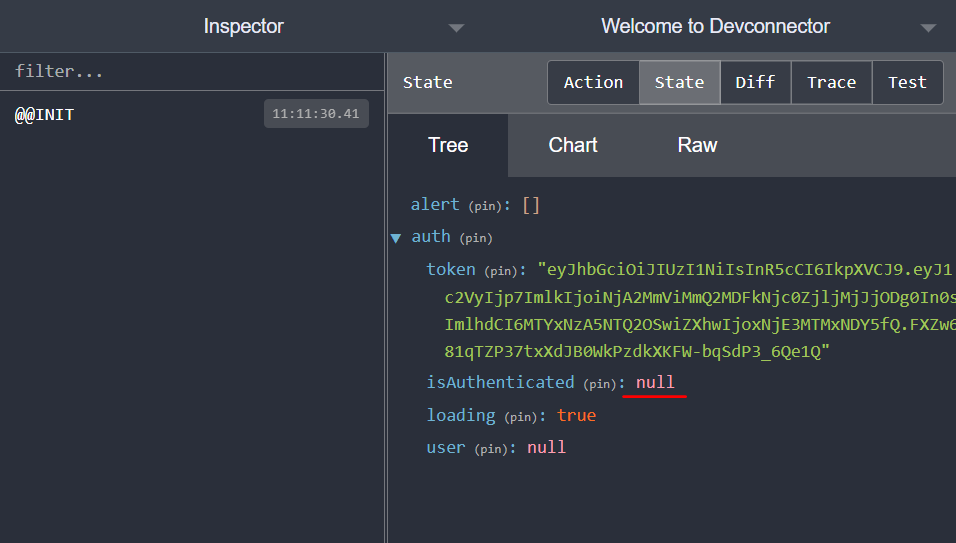 Inspector
Welcome to Devconnector
filter...
@@INIT
11:11:30.41
State
Action
State
Diff
Trace
Test
Tree
Chart
Raw
alert (pin): []
auth (pin)
token (pin): "eyJhbGciOiJIUzI1NiIsInR5cCI6IkpXVCJ9.eyJ1
c2VyIjp7ImlkIjoiNjA2MmViMmQ2MDFkNjc0ZjljMjJjODg0In0s
ImlhdCI6MTYxNzA5NTQ2OSwiZXhwIjoxNjE3MTMxNDY5fQ.FXZw6
81qTZP37txXdJB0WkPzdkXKFW-bqSdP3_6Qe1Q"
isAuthenticated (pin): null
loading (pin): true
user (pin): null